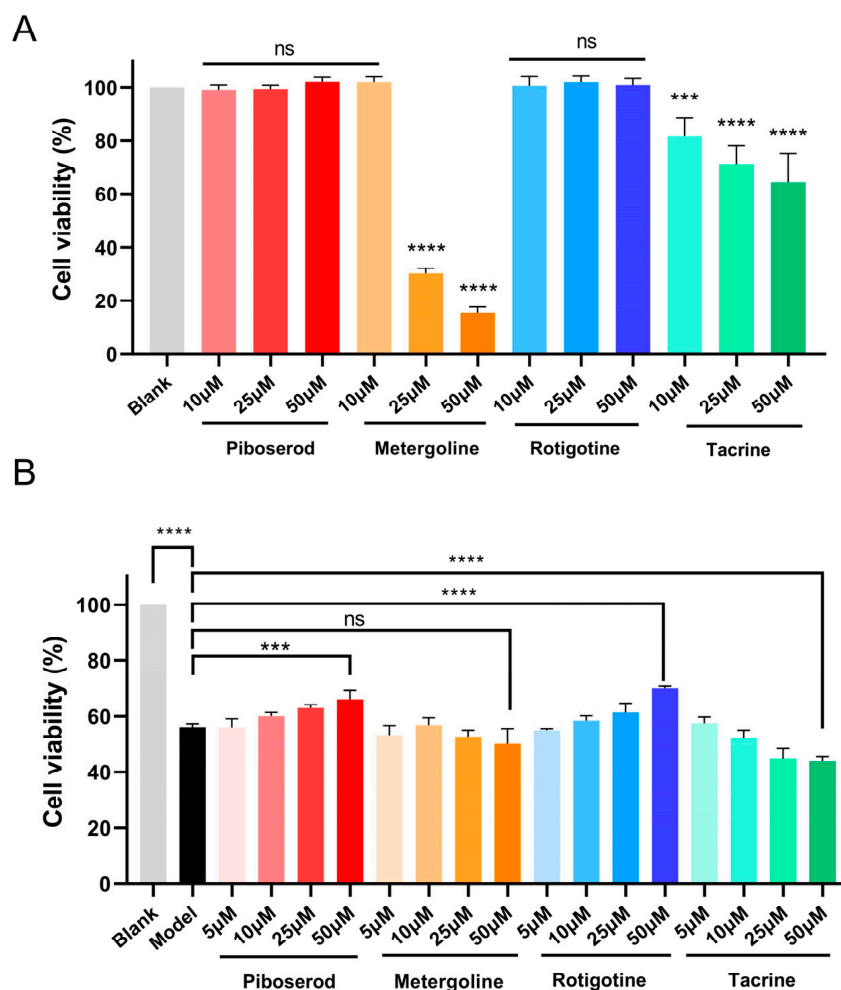 A
ns
ns
***
****
****
****
****
Cell viability (%)
100
80
60
40
20
0
Blank
10μM
25μM
50μM
10μM
25μM
50μM
10μM
25μM
50μM
10μM
25μM
50μM
Piboserod
Metergoline
Rotigotine
Tacrine
B
****
****
****
ns
***
Cell viability (%)
100
80
60
40
20
0
Blank
Model
5μM
10μM
25μM
50μM
5μM
10μM
25μM
50μM
5μM
10μM
25μM
50μM
5μM
10μM
25μM
50μM
Piboserod
Metergoline
Rotigotine
Tacrine